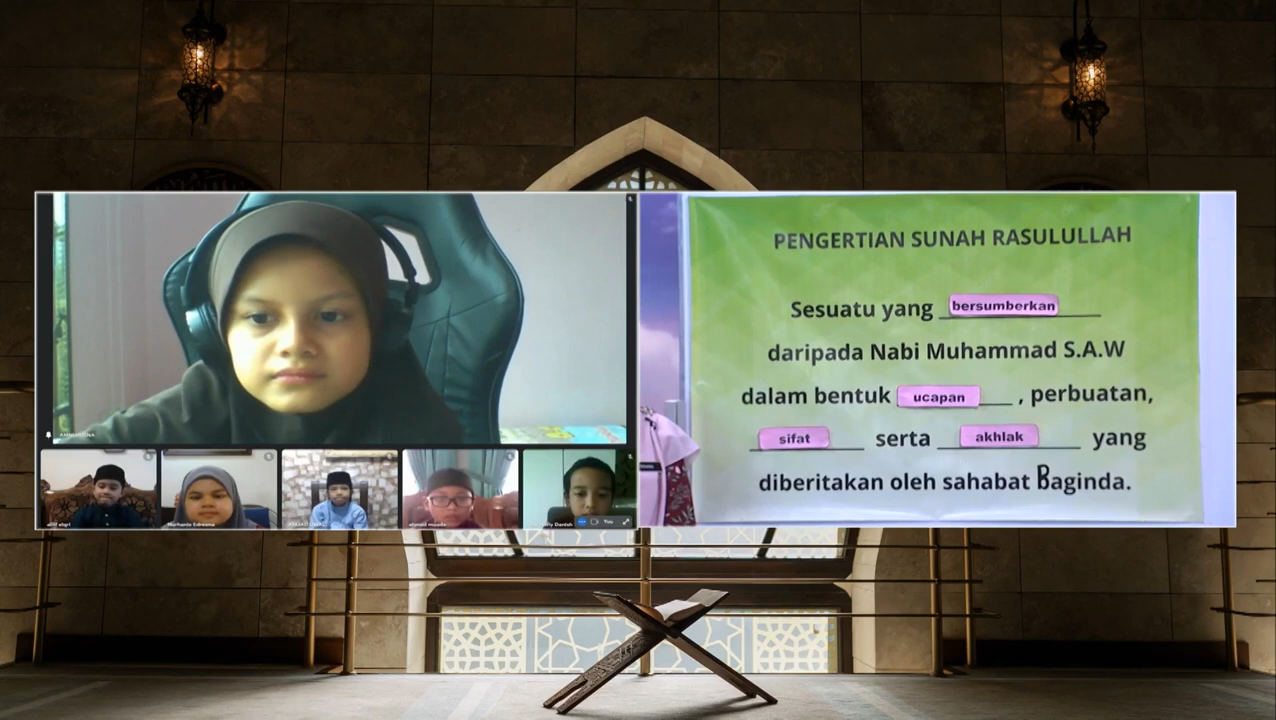 PENGERTIAN SUNAH RASULULLAH
Sesuatu yang bersumberkan
daripada Nabi Muhammad S.A.W
dalam bentuk ucapan, perbuatan,
sifat serta akhlak yang
diberitakan oleh sahabat Baginda.
You